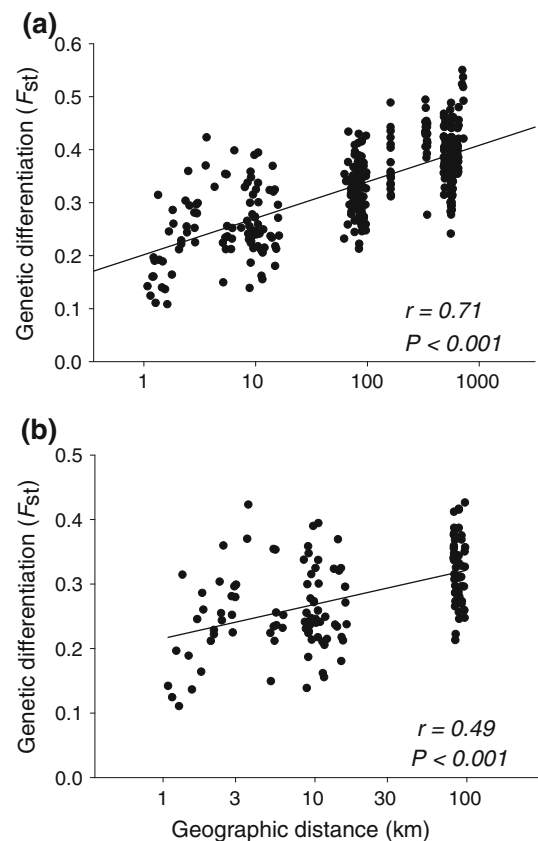 (a)
Genetic differentiation (Fst)
0.6
0.5
0.4
0.3
0.2
0.1
0.0
r = 0.71
P < 0.001
1 10 100 1000
(b)
Genetic differentiation (Fst)
0.5
0.4
0.3
0.2
0.1
0.0
r = 0.49
P < 0.001
1 3 10 30 100
Geographic distance (km)